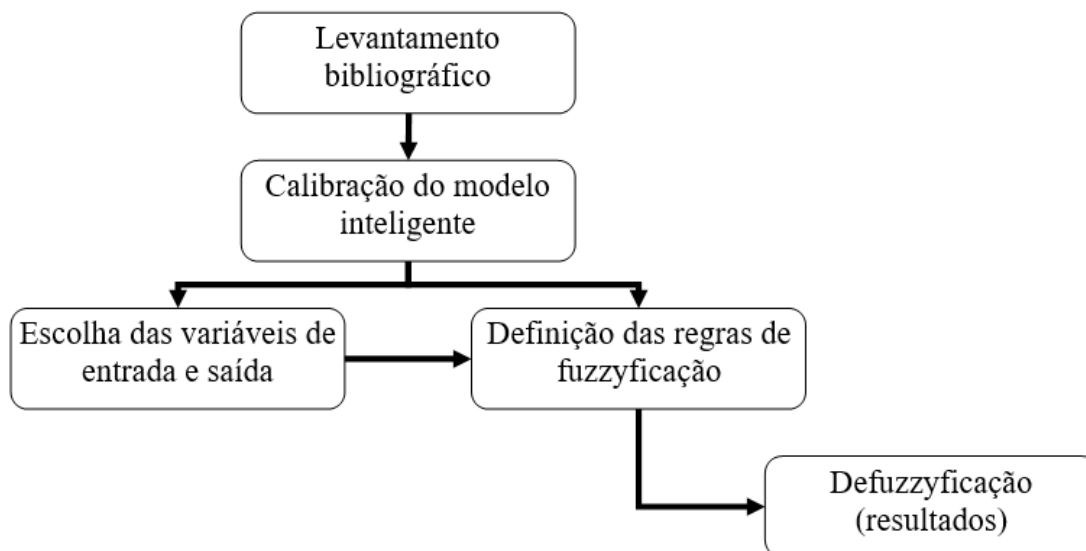 Levantamento
bibliográfico
Calibração do modelo
inteligente
Escolha das variáveis de
entrada e saída
Definição das regras de
fuzzyficação
Defuzzyficação
(resultados)